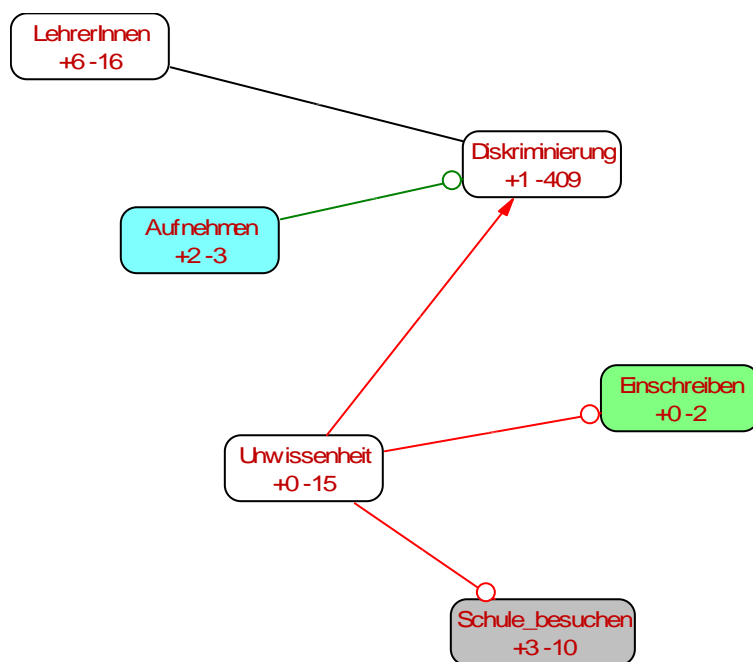 LehrerInnen
+6 -16
Diskriminierung
+1 -409
Aufnehmen
+2 -3
Einschreiben
+0 -2
Unwissenheit
+0 -15
Schule_besuchen
+3 -10